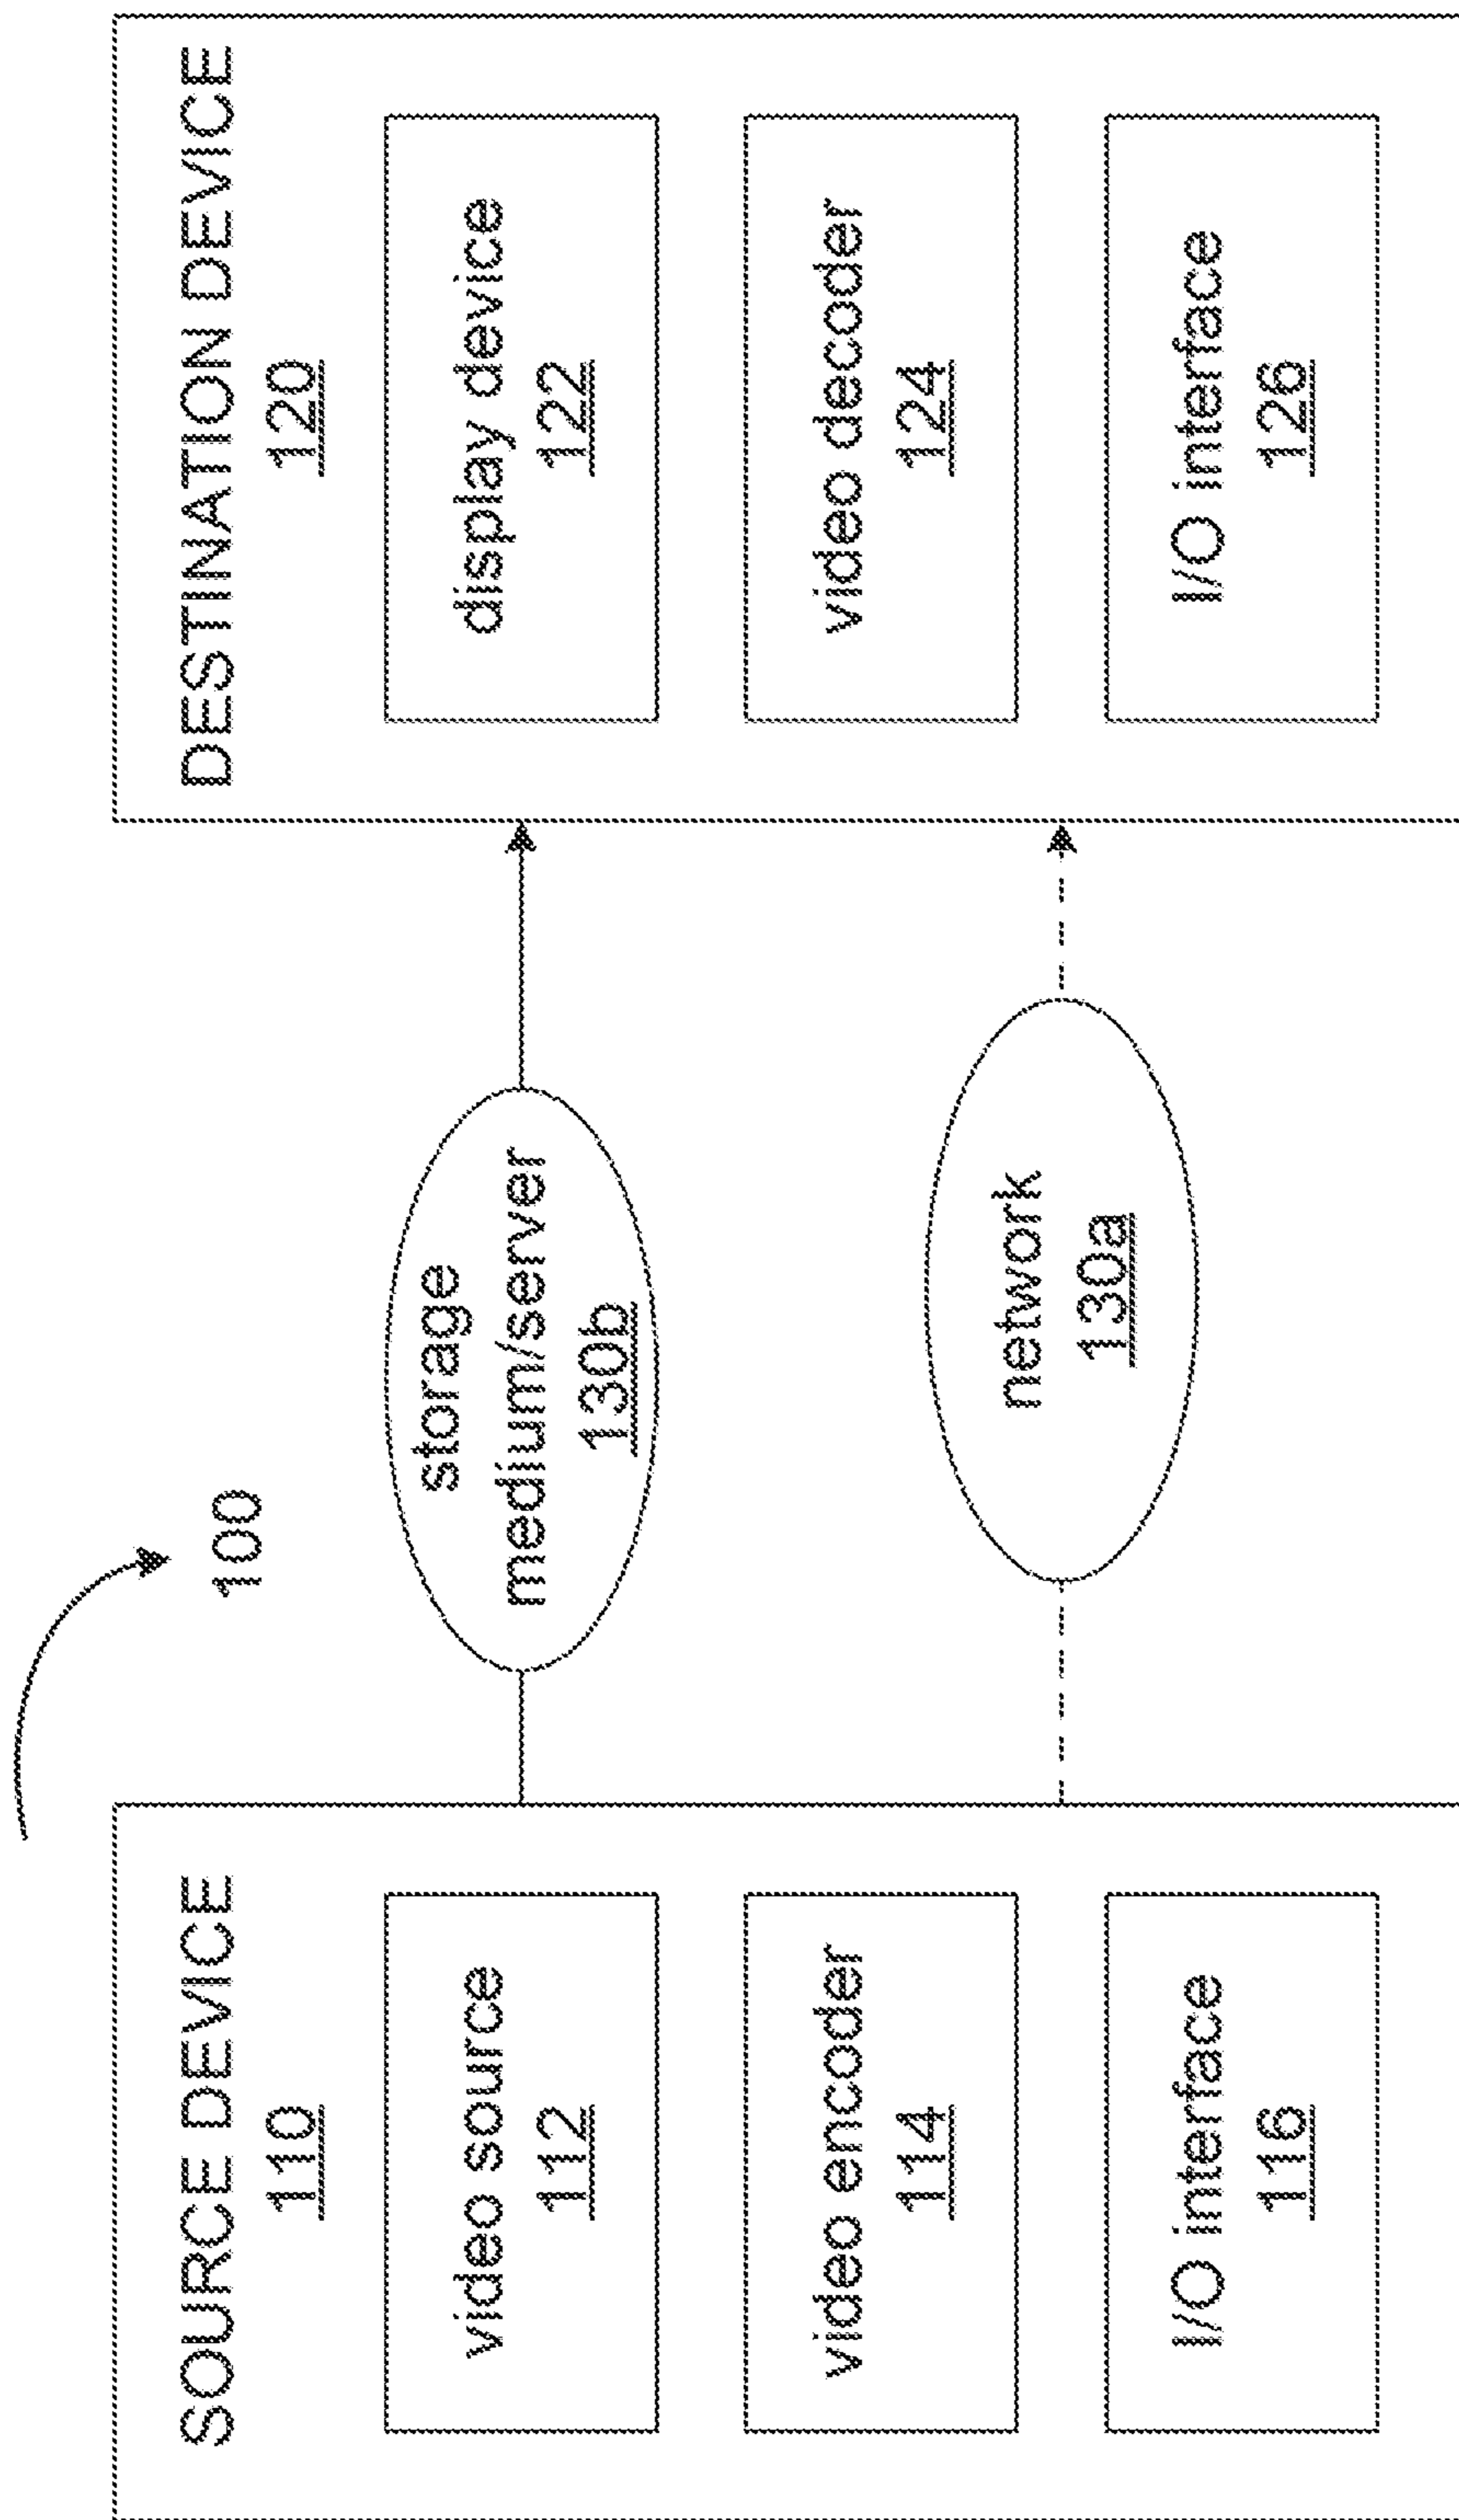 100
SOURCE DEVICE
110
video source
112
video encoder
114
I/O interface
116
storage
medium/server
130b
network
130a
DESTINATION DEVICE
120
display device
122
video decoder
124
I/O interface
126